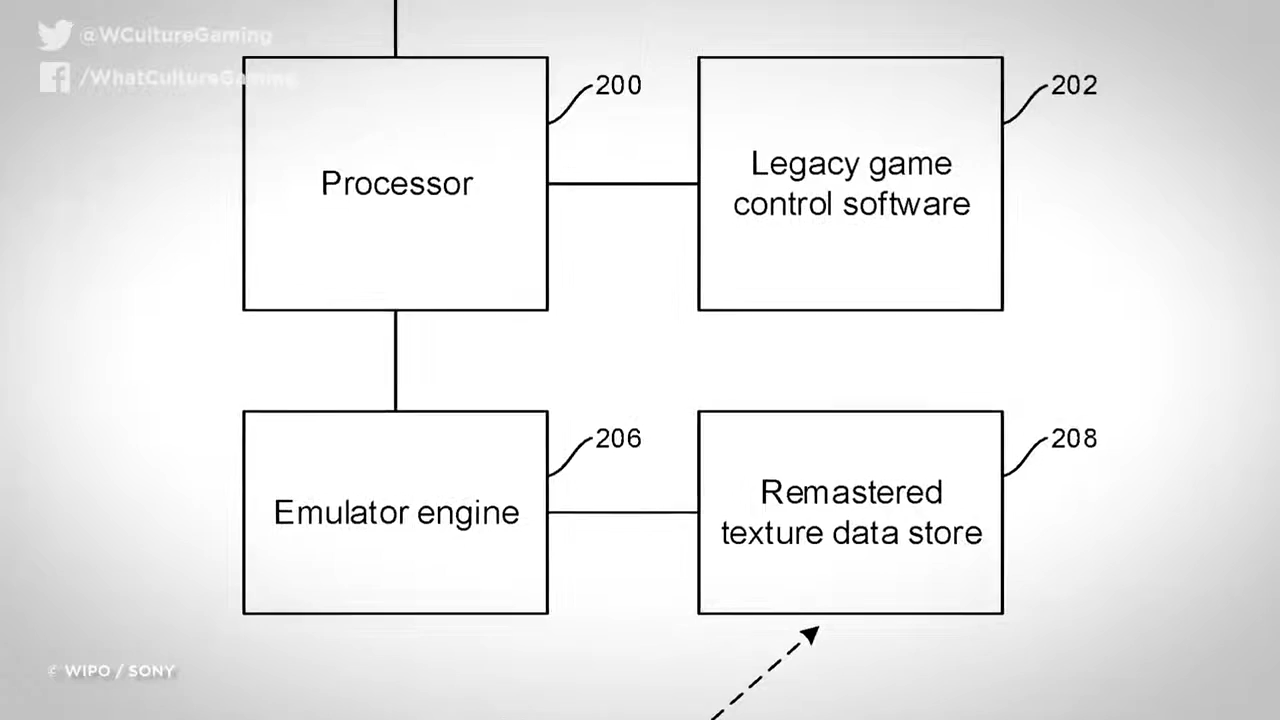 @WCultureGaming
/WhatCultureGaming
200
202
Processor
Legacy game
control software
206
208
Emulator engine
Remastered
texture data store
© WIPO / SONY